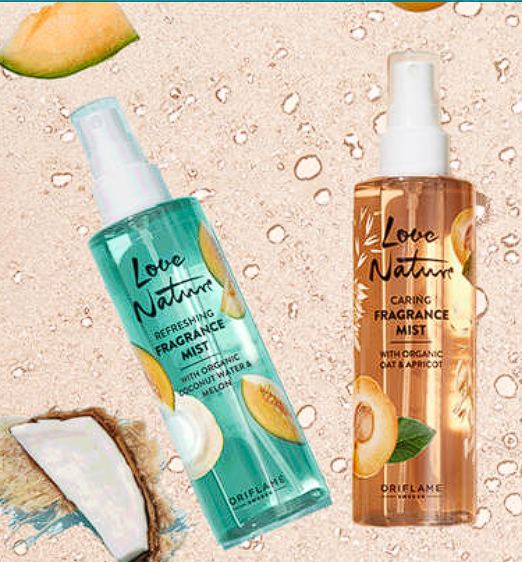 Love
Nature
REFRESHING
FRAGRANCE
MIST
WITH ORGANIC
COCONUT WATER &
MELON
ORIFLAME
SWEDEN
Love
Nature
CARING
FRAGRANCE
MIST
WITH ORGANIC
OAT & APRICOT
ORIFLAME
SWEDEN